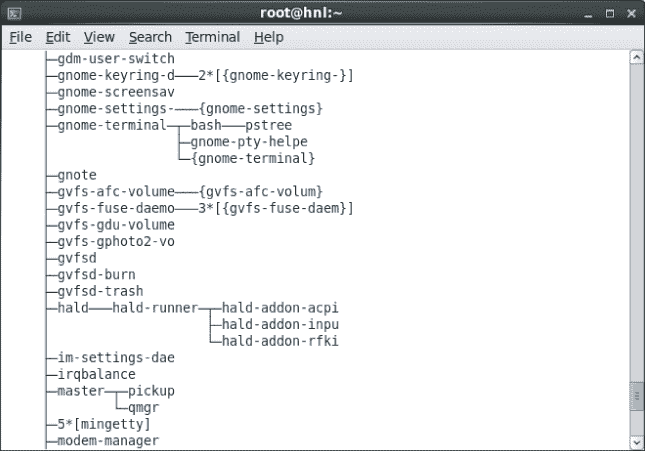 root@hnl:~
File Edit View Search Terminal Help
├─gdm-user-switch
├─gnome-keyring-d───2*[{gnome-keyring-}]
├─gnome-screensav
├─gnome-settings-───{gnome-settings}
├─gnome-terminal─┬─bash───pstree
├─gnome-pty-helpe
└─{gnome-terminal}
├─gnote
├─gvfs-afc-volume───{gvfs-afc-volum}
├─gvfs-fuse-daemo───3*[{gvfs-fuse-daem}]
├─gvfs-gdu-volume
├─gvfs-gphoto2-vo
├─gvfsd
├─gvfsd-burn
├─gvfsd-trash
├─hald───hald-runner─┬─hald-addon-acpi
├─hald-addon-inpu
└─hald-addon-rfki
├─im-settings-dae
├─irqbalance
├─master─┬─pickup
└─qmgr
├─5*[mingetty]
├─modem-manager